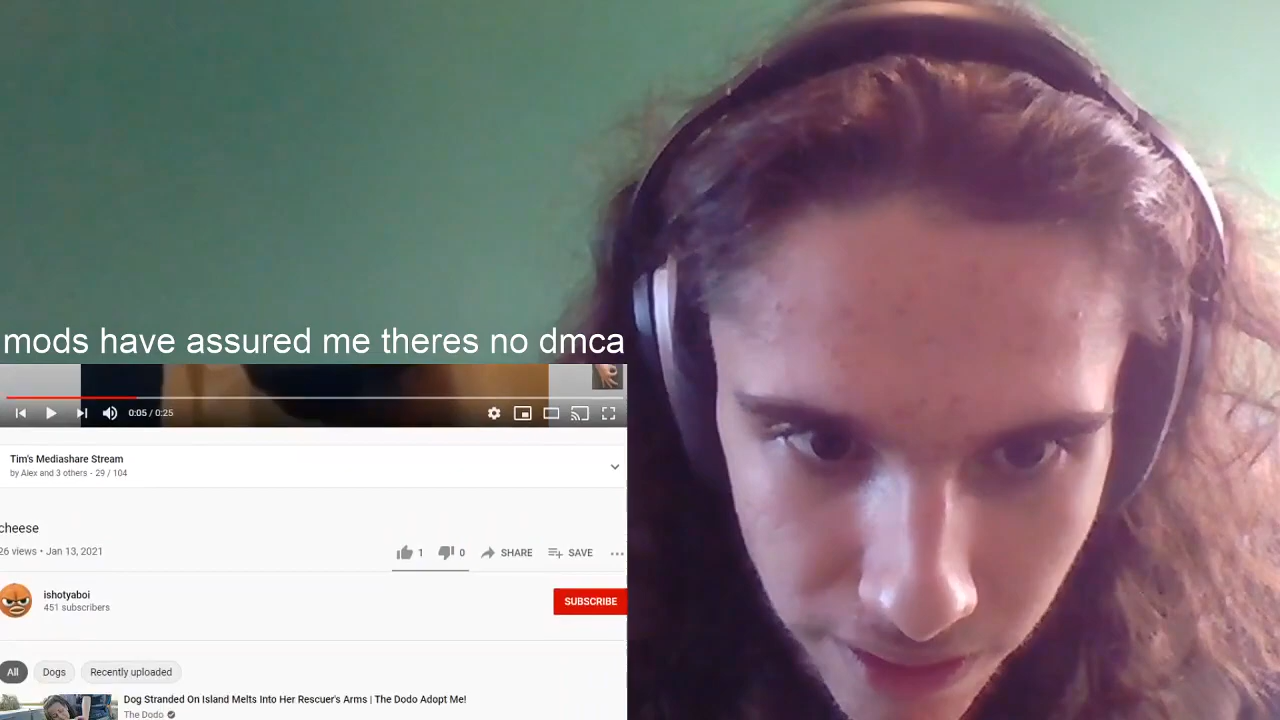 mods have assured me theres no dmca
0:05 / 0:25
Tim's Mediashare Stream
by Alex and 3 others - 29 / 104
cheese
26 views • Jan 13, 2021
1
0
SHARE
SAVE
ishotyaboi
451 subscribers
SUBSCRIBE
All
Dogs
Recently uploaded
Dog Stranded On Island Melts Into Her Rescuer's Arms | The Dodo Adopt Me!
The Dodo